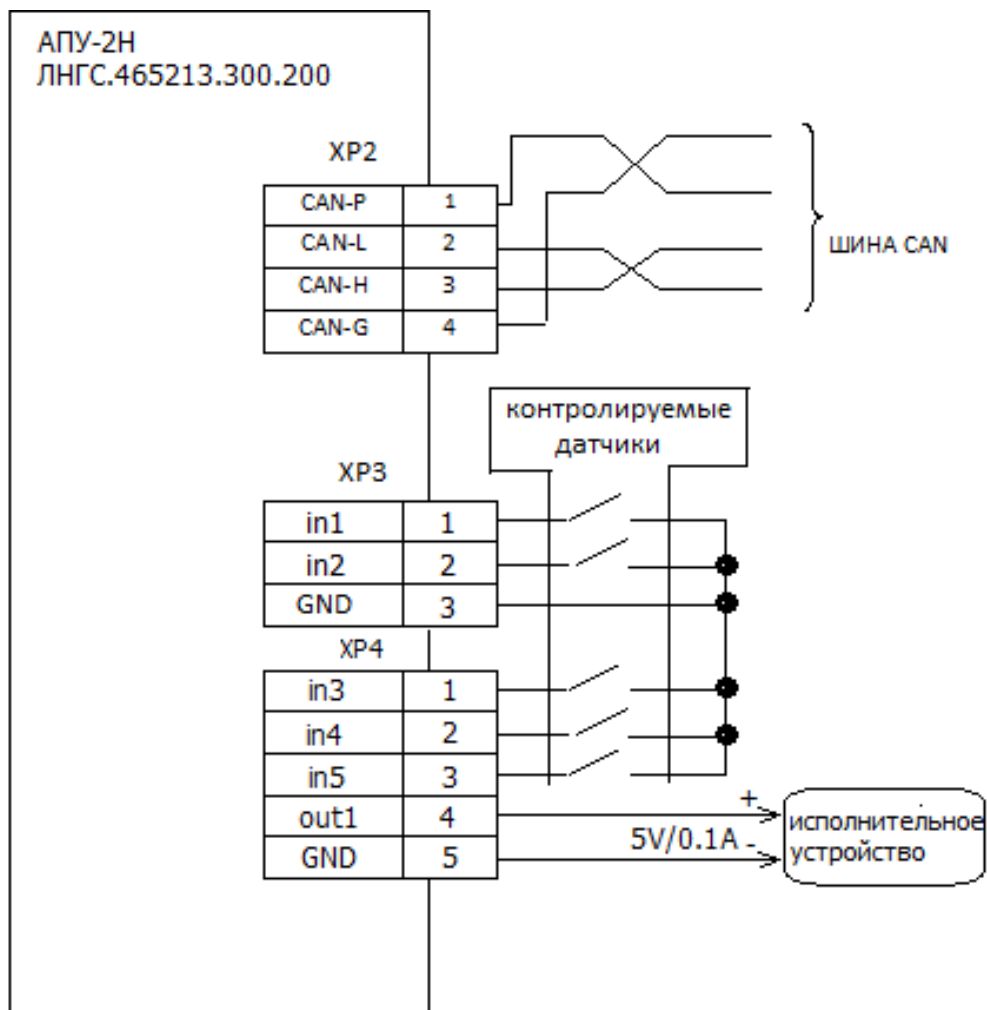 АПУ-2Н
ЛНГС.465213.300.200
XP2
CAN-P 1
CAN-L 2
CAN-H 3
CAN-G 4
ШИНА CAN
контролируемые
датчики
XP3
in1 1
in2 2
GND 3
XP4
in3 1
in4 2
in5 3
out1 4
GND 5
+
5V/0.1A -
исполнительное
устройство